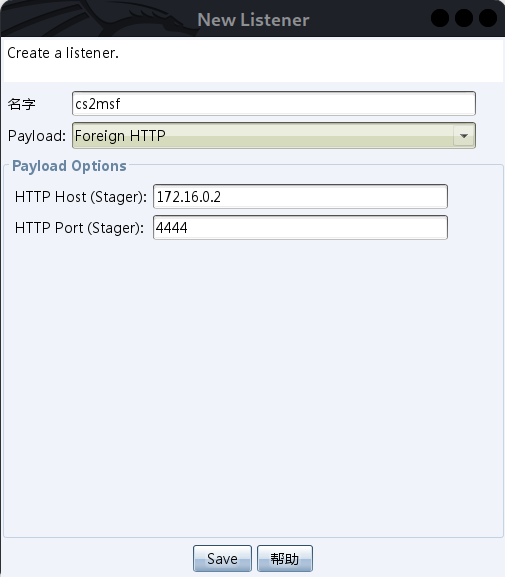 New Listener
Create a listener.
名字 cs2msf
Payload: Foreign HTTP
Payload Options
HTTP Host (Stager): 172.16.0.2
HTTP Port (Stager): 4444
Save 帮助